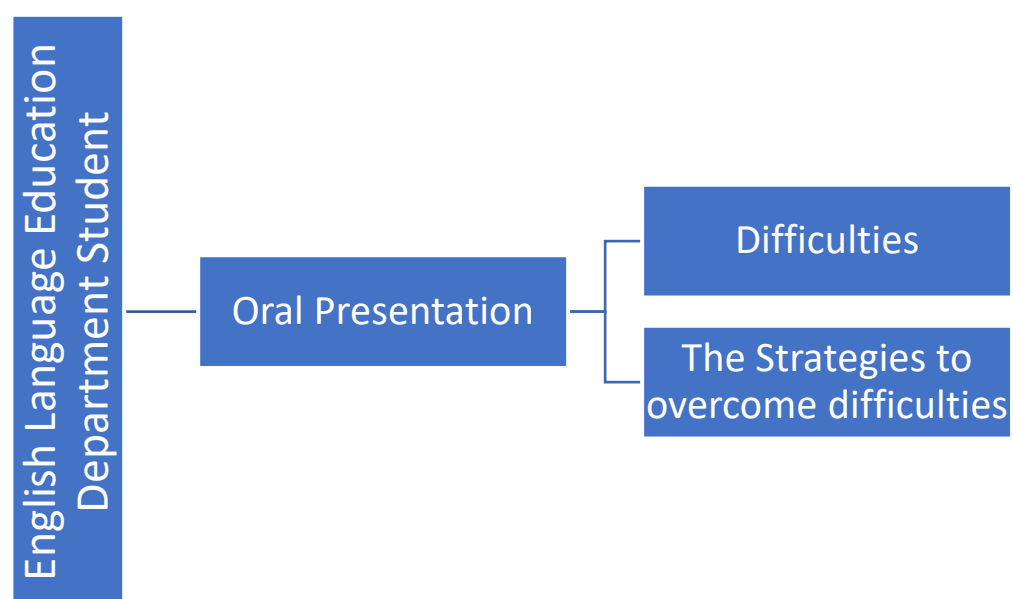 English Language Education
Department Student
Oral Presentation
Difficulties
The Strategies to
overcome difficulties